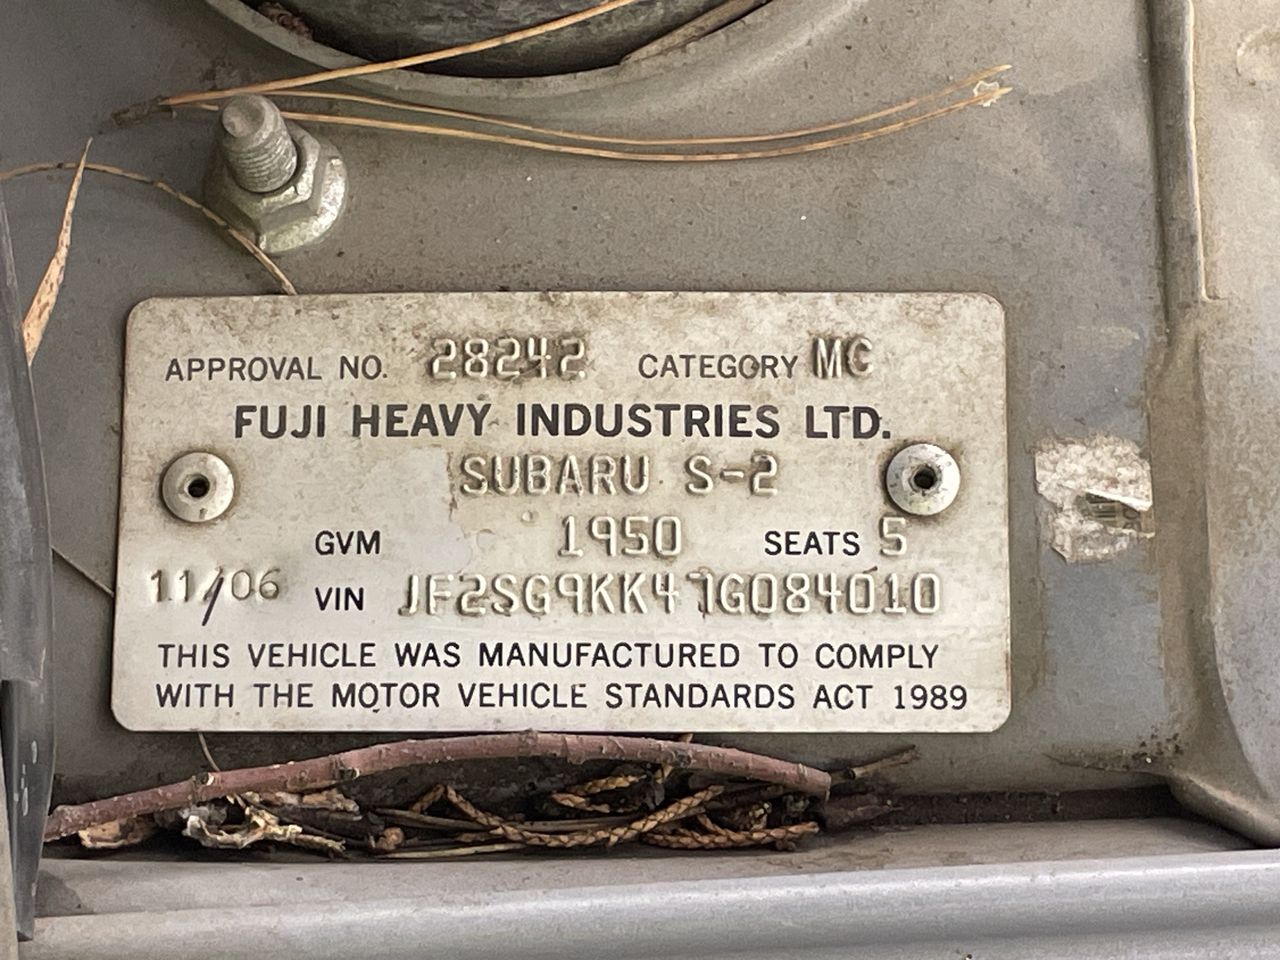 APPROVAL NO. 28242 CATEGORY MC
FUJI HEAVY INDUSTRIES LTD.
SUBARU S-2
GVM 1950 SEATS 5
11/06 VIN JF2SG9KK47G084010
THIS VEHICLE WAS MANUFACTURED TO COMPLY
WITH THE MOTOR VEHICLE STANDARDS ACT 1989